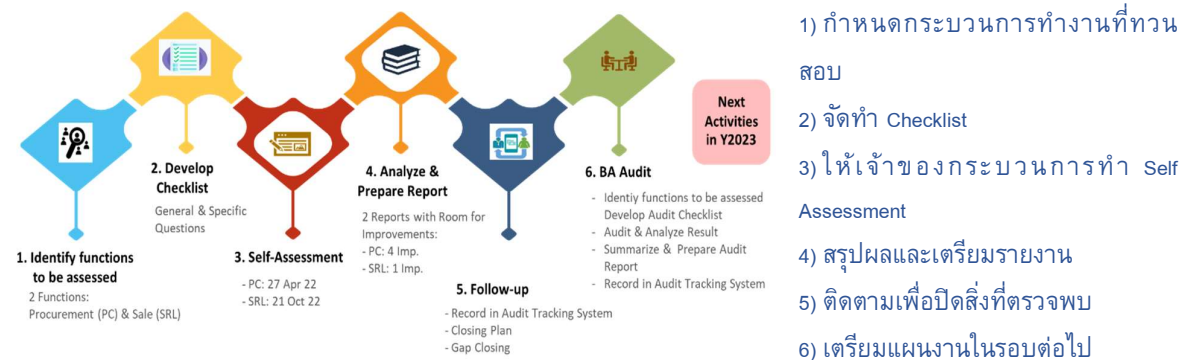 1. Identify functions
to be assessed
2 Functions:
Procurement (PC) & Sale (SRL)
2. Develop
Checklist
General & Specific
Questions
3. Self-Assessment
- PC: 27 Apr 22
- SRL: 21 Oct 22
4. Analyze &
Prepare Report
2 Reports with Room for
Improvements:
- PC: 4 Imp.
- SRL: 1 Imp.
5. Follow-up
- Record in Audit Tracking System
- Closing Plan
- Gap Closing
6. BA Audit
- Identiy functions to be assessed
Develop Audit Checklist
- Audit & Analyze Result
- Summarize & Prepare Audit
Report
- Record in Audit Tracking System
Next
Activities
in Y2023
1) กำหนดกระบวนการทำงานที่ทวน
สอบ
2) จัดทำ Checklist
3) ให้เจ้าของกระบวนการทำ Self
Assessment
4) สรุปผลและเตรียมรายงาน
5) ติดตามเพื่อปิดสิ่งที่ตรวจพบ
6) เตรียมแผนงานในรอบต่อไป